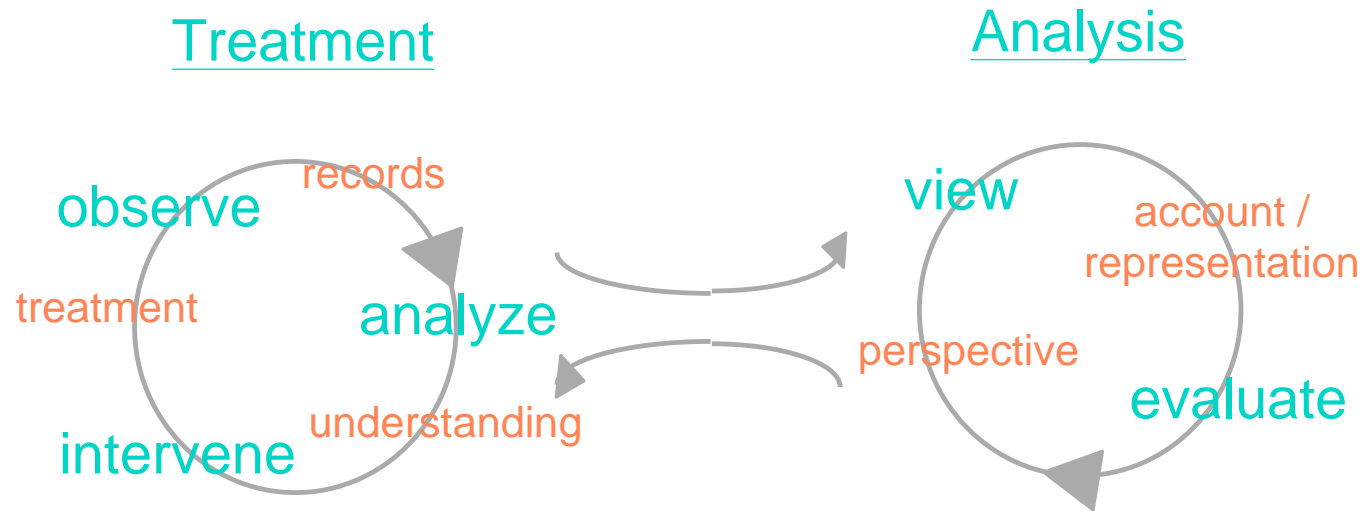 Treatment
Analysis
records
observe
treatment
analyze
understanding
intervene
view
account /
representation
perspective
evaluate